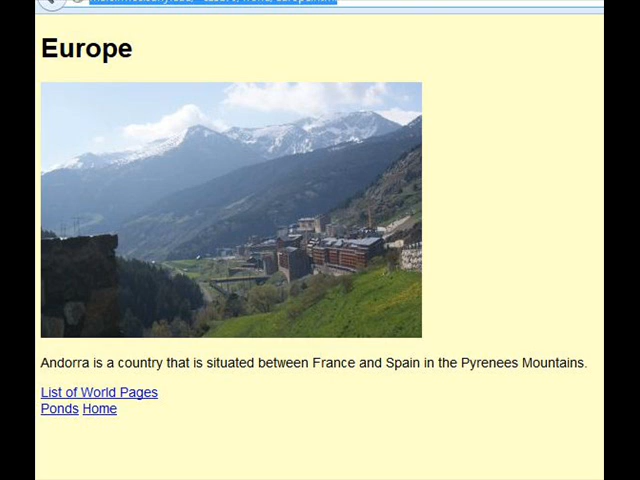 Europe
Andorra is a country that is situated between France and Spain in the Pyrenees Mountains.
List of World Pages
Ponds Home